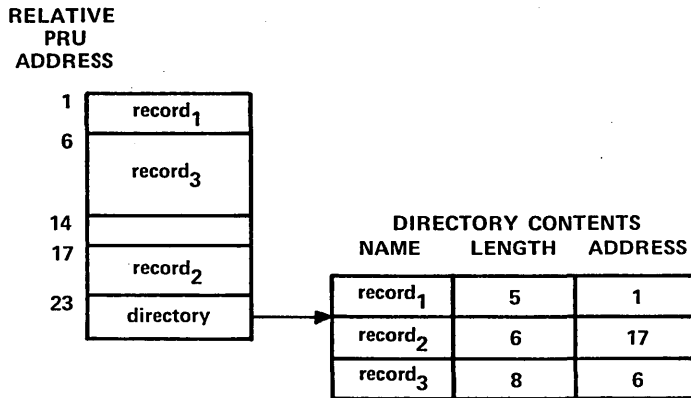 RELATIVE
PRU
ADDRESS
1
record1
6
record3
14
17
record2
23
directory
DIRECTORY CONTENTS
NAME LENGTH ADDRESS
record1 5 1
record2 6 17
record3 8 6